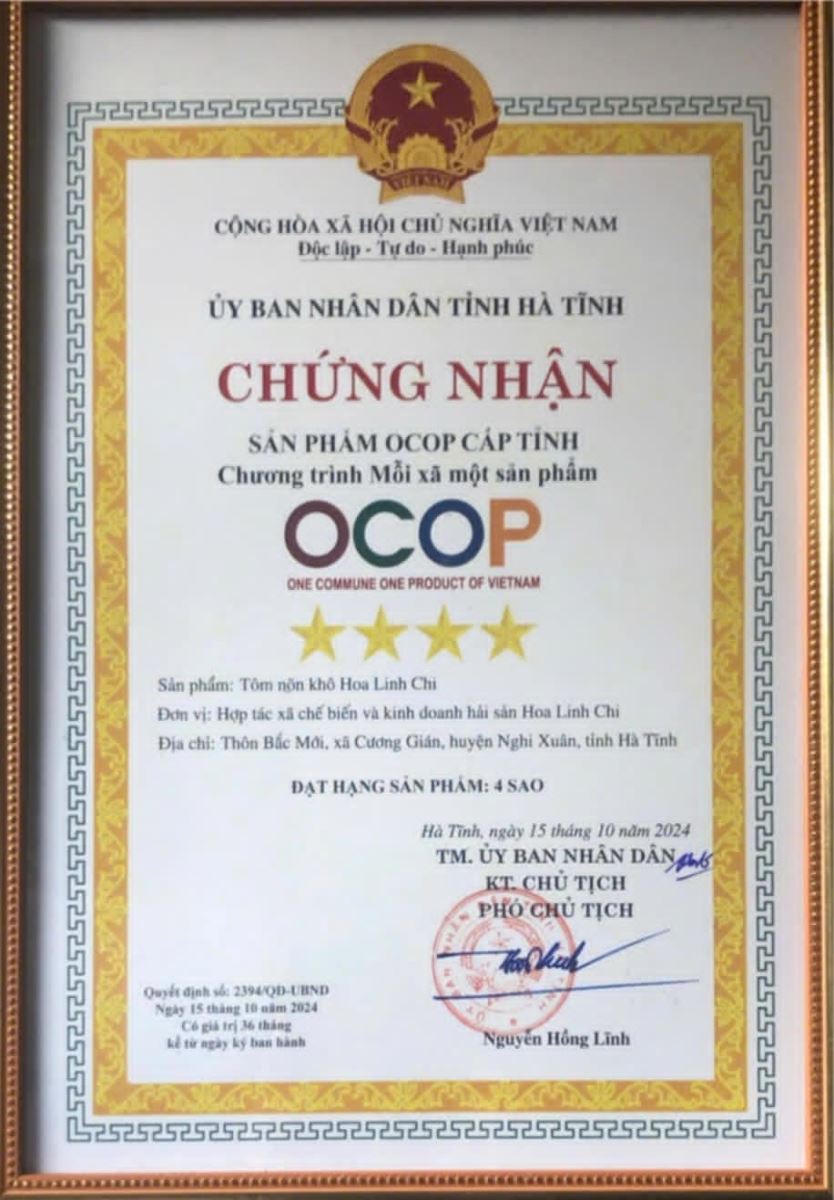 VIỆT NAM
CỘNG HÒA XÃ HỘI CHỦ NGHĨA VIỆT NAM
Độc lập - Tự do - Hạnh phúc
ỦY BAN NHÂN DÂN TỈNH HÀ TĨNH
CHỨNG NHẬN
SẢN PHẨM OCOP CẤP TỈNH
Chương trình Mỗi xã một sản phẩm
OCOP
ONE COMMUNE ONE PRODUCT OF VIETNAM
Sản phẩm: Tôm nõn khô Hoa Linh Chi
Đơn vị: Hợp tác xã chế biến và kinh doanh hải sản Hoa Linh Chi
Địa chỉ: Thôn Bắc Mới, xã Cương Gián, huyện Nghi Xuân, tỉnh Hà Tĩnh
ĐẠT HẠNG SẢN PHẨM: 4 SAO
Hà Tĩnh, ngày 15 tháng 10 năm 2024
TM. ỦY BAN NHÂN DÂN
KT. CHỦ TỊCH
PHÓ CHỦ TỊCH
Nguyễn Hồng Lĩnh
Quyết định số: 2394/QĐ-UBND
Ngày 15 tháng 10 năm 2024
Có giá trị 36 tháng
kể từ ngày ký ban hành